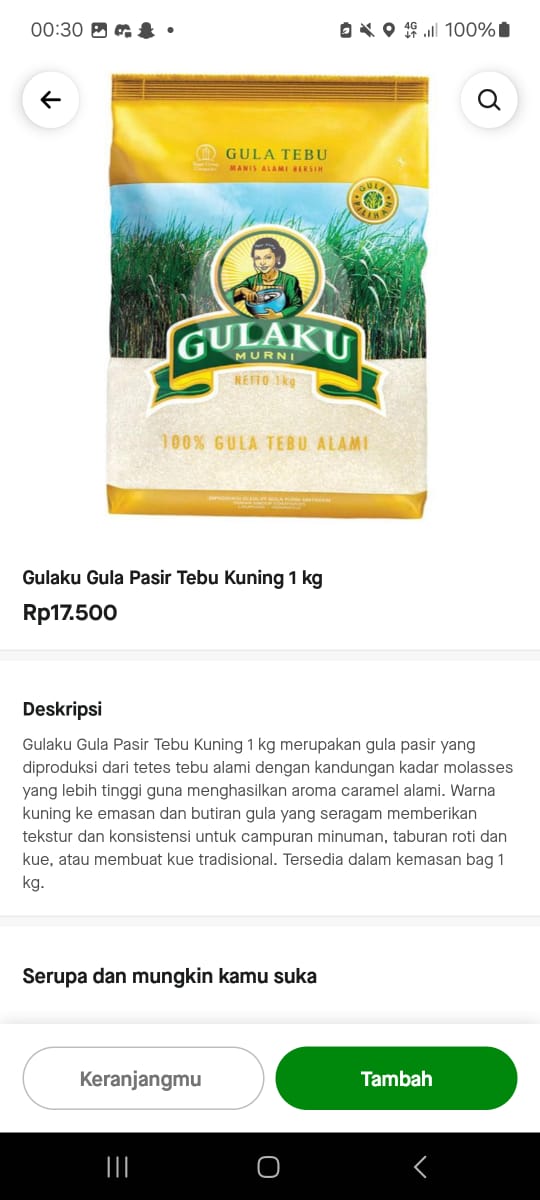 00:30
4G
100%
GULA TEBU
MANIS ALAMI BERSIH
GULA
PILIHAN
GULAKU
MURNI
NETTO 1kg
100% GULA TEBU ALAMI
Gulaku Gula Pasir Tebu Kuning 1 kg
Rp17.500
Deskripsi
Gulaku Gula Pasir Tebu Kuning 1 kg merupakan gula pasir yang
diproduksi dari tetes tebu alami dengan kandungan kadar molasses
yang lebih tinggi guna menghasilkan aroma caramel alami. Warna
kuning ke emasan dan butiran gula yang seragam memberikan
tekstur dan konsistensi untuk campuran minuman, taburan roti dan
kue, atau membuat kue tradisional. Tersedia dalam kemasan bag 1
kg.
Serupa dan mungkin kamu suka
Keranjangmu
Tambah